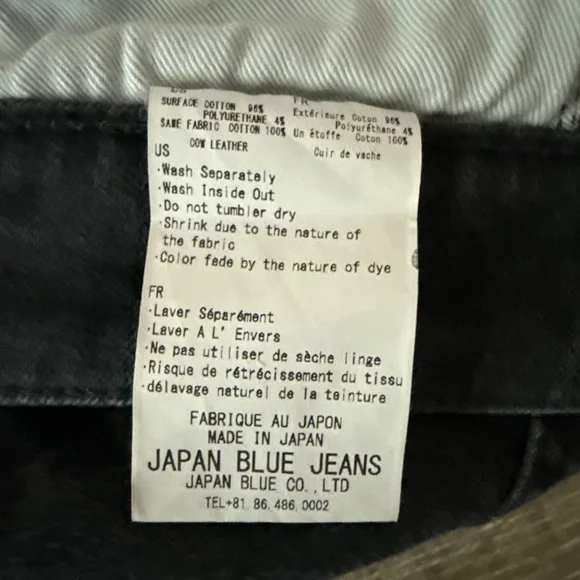 US FR
SURFACE COTTON 96% Extérieure Coton 96%
POLYURETHANE 4% Polyuréthane 4%
SAME FABRIC COTTON 100% Un étoffe Coton 100%
COW LEATHER Cuir de vache
US
·Wash Separately
·Wash Inside Out
·Do not tumbler dry
·Shrink due to the nature of
the fabric
·Color fade by the nature of dye
FR
·Laver Séparément
·Laver A L' Envers
·Ne pas utiliser de sèche linge
·Risque de rétrécissement du tissu
·délavage naturel de la teinture
FABRIQUE AU JAPON
MADE IN JAPAN
JAPAN BLUE JEANS
JAPAN BLUE CO.,LTD
TEL+81.86.486.0002